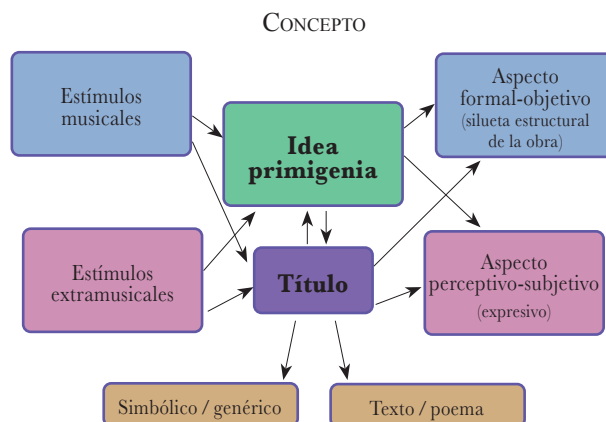 CONCEPTO
Estímulos
musicales
Idea
primigenia
Aspecto
formal-objetivo
(silueta estructural
de la obra)
Estímulos
extramusicales
Título
Aspecto
perceptivo-subjetivo
(expresivo)
Simbólico / genérico
Texto / poema